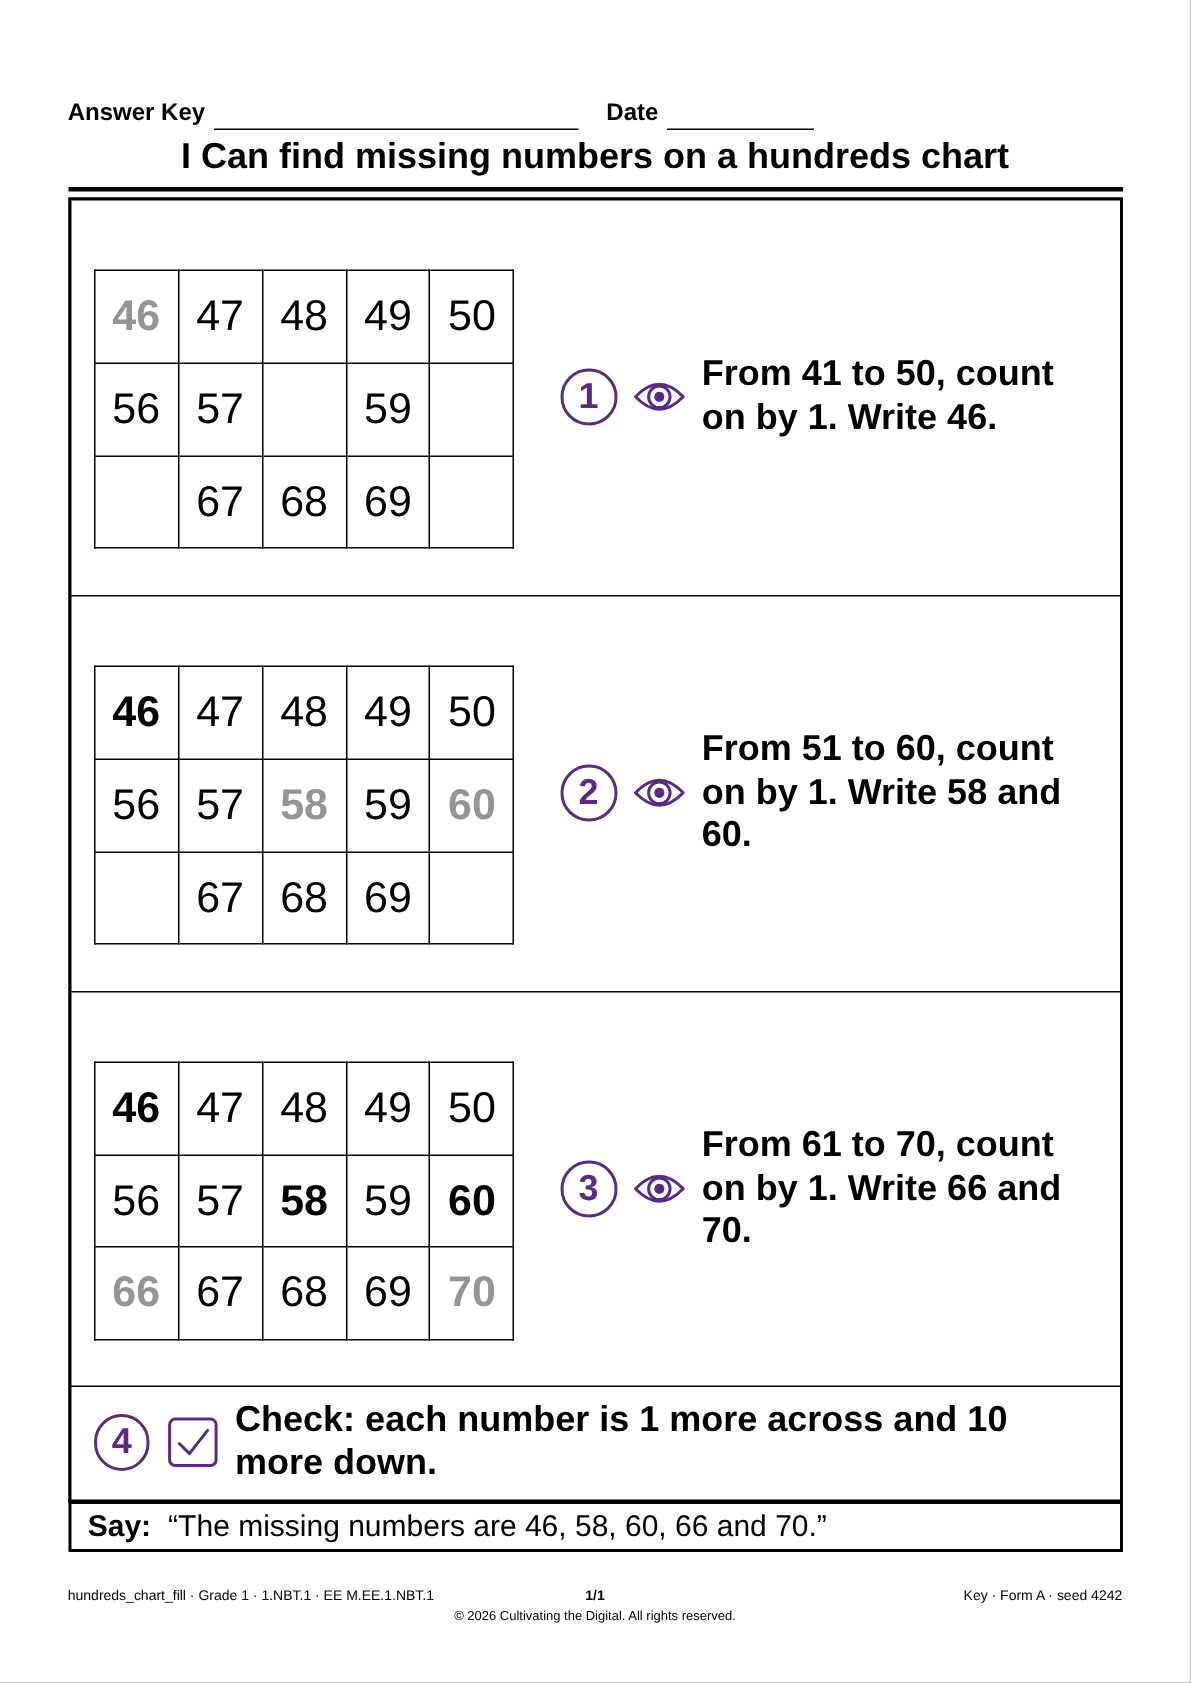 Answer Key Date
I Can find missing numbers on a hundreds chart
46 47 48 49 50
56 57 59
67 68 69
1 From 41 to 50, count
on by 1. Write 46.
46 47 48 49 50
56 57 58 59 60
67 68 69
2 From 51 to 60, count
on by 1. Write 58 and
60.
46 47 48 49 50
56 57 58 59 60
66 67 68 69 70
3 From 61 to 70, count
on by 1. Write 66 and
70.
4 Check: each number is 1 more across and 10
more down.
Say: “The missing numbers are 46, 58, 60, 66 and 70.”
hundreds_chart_fill · Grade 1 · 1.NBT.1 · EE M.EE.1.NBT.1 1/1 Key · Form A · seed 4242
© 2026 Cultivating the Digital. All rights reserved.